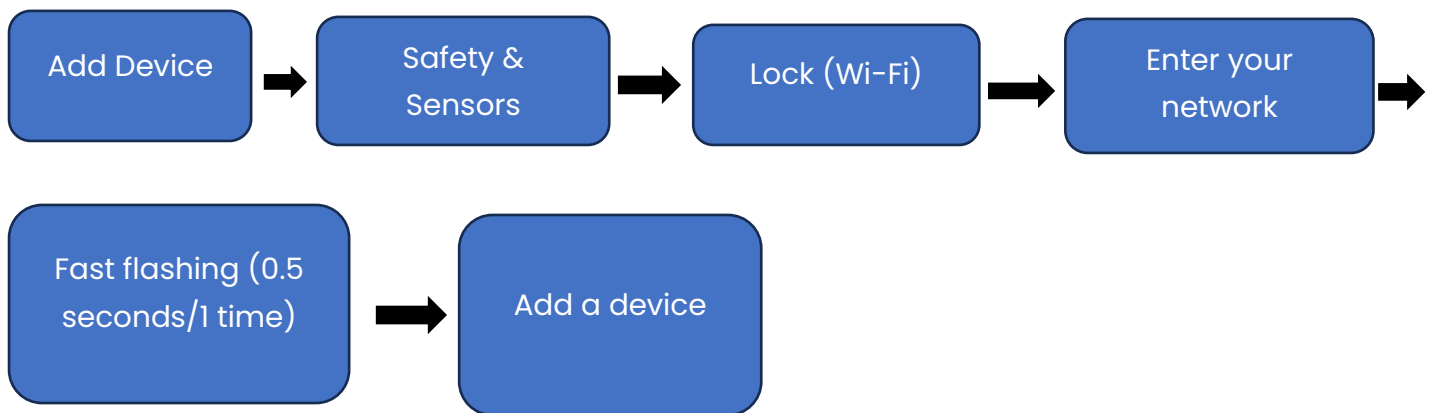 Add Device
Safety &
Sensors
Lock (Wi-Fi)
Enter your
network
Fast flashing (0.5
seconds/1 time)
Add a device